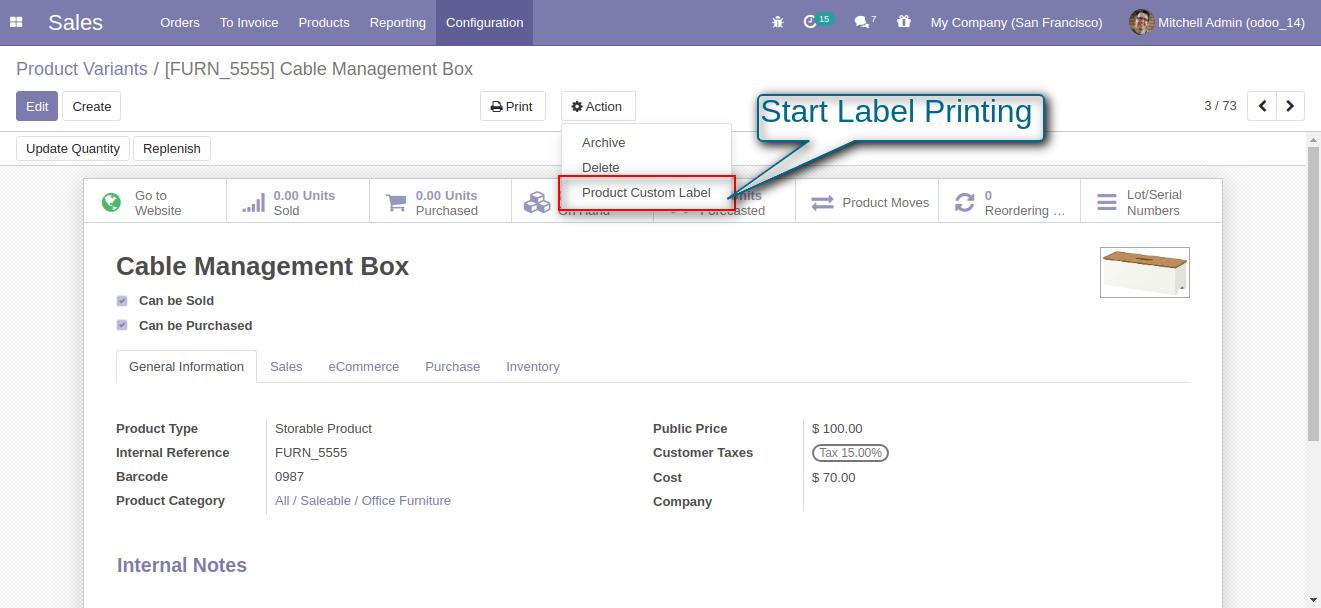 Sales Orders To Invoice Products Reporting Configuration 15 7 My Company (San Francisco) Mitchell Admin (odoo_14)
Product Variants / [FURN_5555] Cable Management Box
Edit Create Print Action 3 / 73
Start Label Printing
Archive
Delete
Product Custom Label
Update Quantity Replenish
Go to
Website
0.00 Units
Sold
0.00 Units
Purchased
On Hand
Units
Forecasted
Product Moves
0
Reordering ...
Lot/Serial
Numbers
Cable Management Box
Can be Sold
Can be Purchased
General Information Sales eCommerce Purchase Inventory
Product Type Storable Product
Internal Reference FURN_5555
Barcode 0987
Product Category All / Saleable / Office Furniture
Public Price $ 100.00
Customer Taxes Tax 15.00%
Cost $ 70.00
Company
Internal Notes